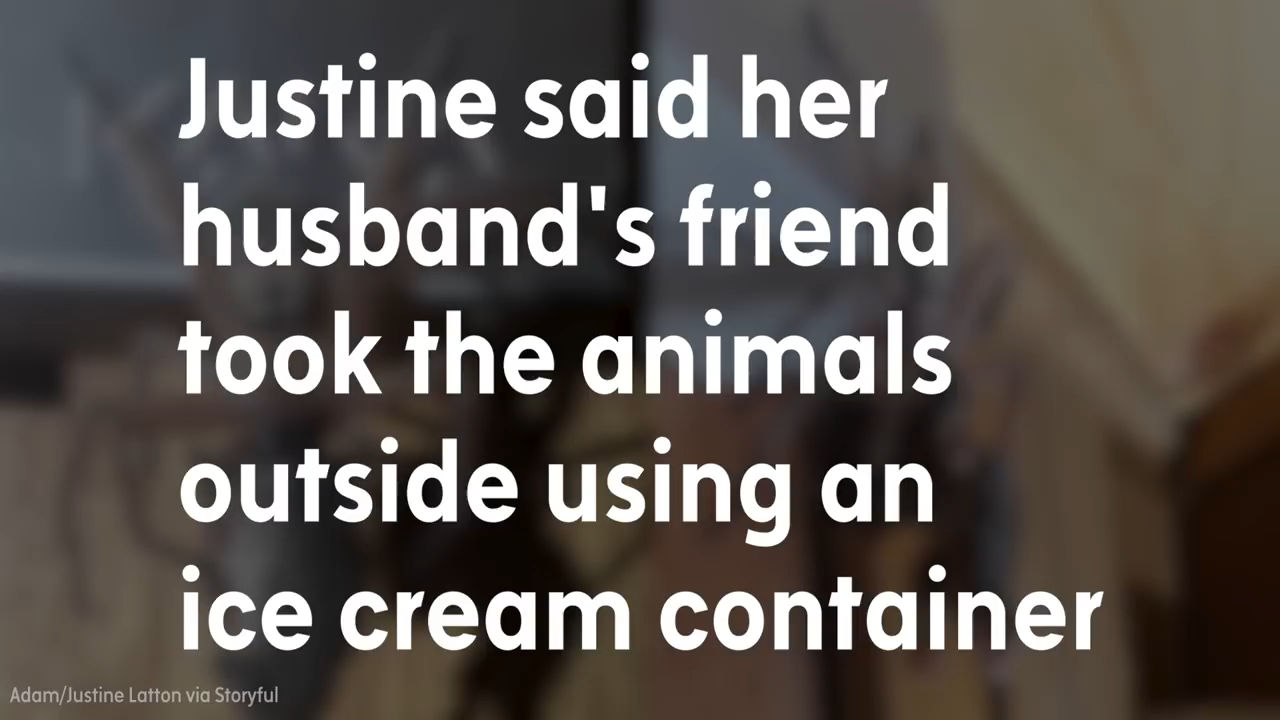 Justine said her
husband's friend
took the animals
outside using an
ice cream container
Adam/Justine Latton via Storyful